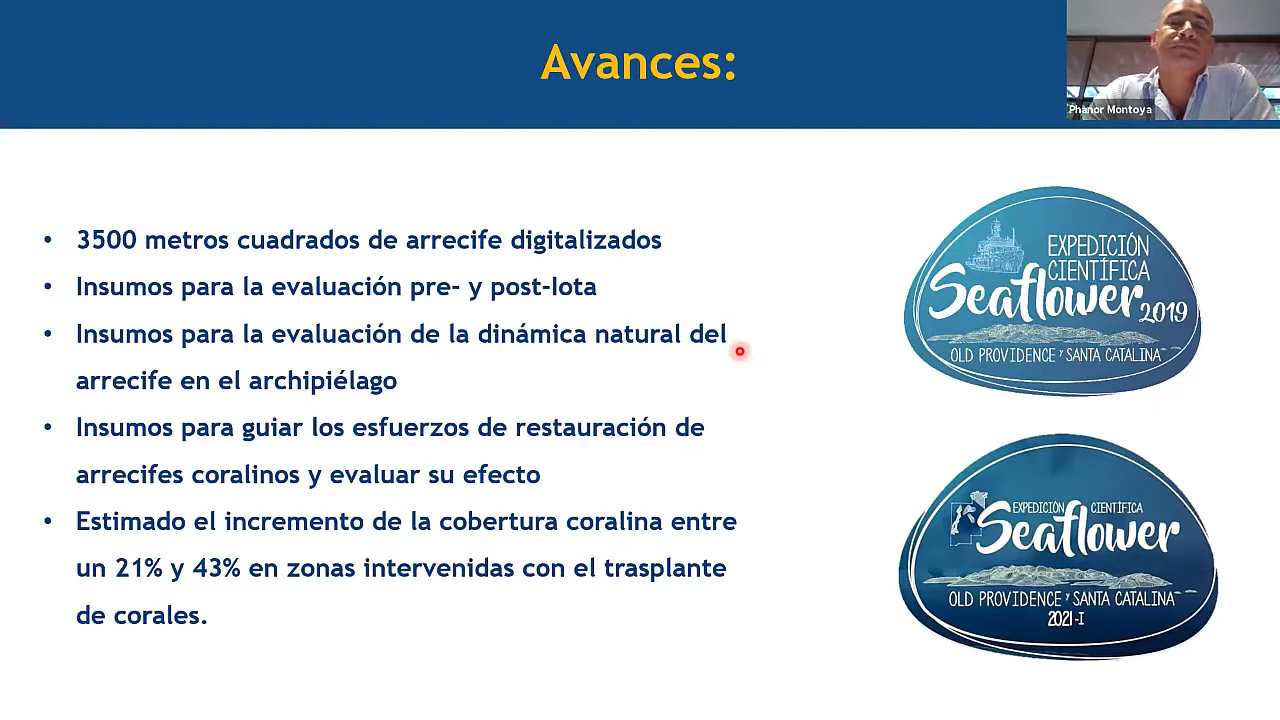 Avances:
Phanor Montoya
• 3500 metros cuadrados de arrecife digitalizados
• Insumos para la evaluación pre- y post-Iota
• Insumos para la evaluación de la dinámica natural del
arrecife en el archipiélago
• Insumos para guiar los esfuerzos de restauración de
arrecifes coralinos y evaluar su efecto
• Estimado el incremento de la cobertura coralina entre
un 21% y 43% en zonas intervenidas con el trasplante
de corales.
EXPEDICIÓN
CIENTÍFICA
Seaflower 2019
OLD PROVIDENCE Y SANTA CATALINA
EXPEDICIÓN CIENTÍFICA
Seaflower
OLD PROVIDENCE Y SANTA CATALINA
2021-I